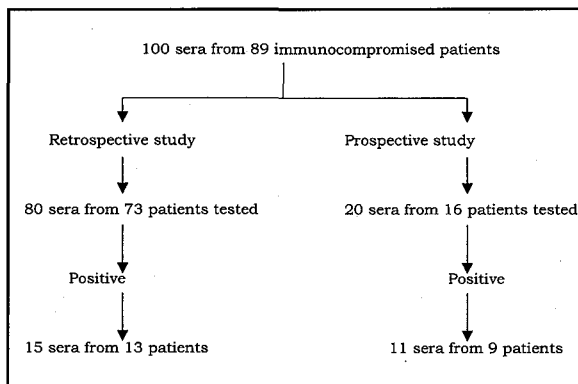 100 sera from 89 immunocompromised patients
Retrospective study
Prospective study
80 sera from 73 patients tested
20 sera from 16 patients tested
Positive
Positive
15 sera from 13 patients
11 sera from 9 patients